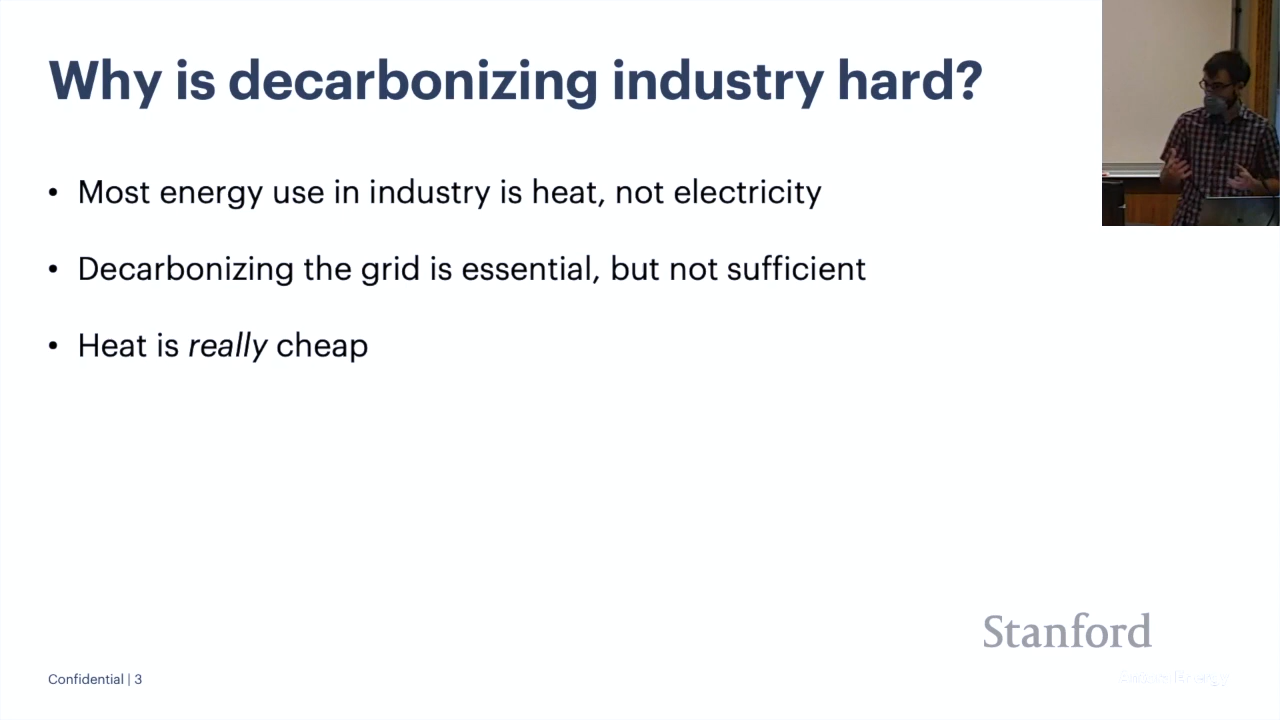 Why is decarbonizing industry hard?
• Most energy use in industry is heat, not electricity
• Decarbonizing the grid is essential, but not sufficient
• Heat is really cheap
Stanford
Confidential | 3